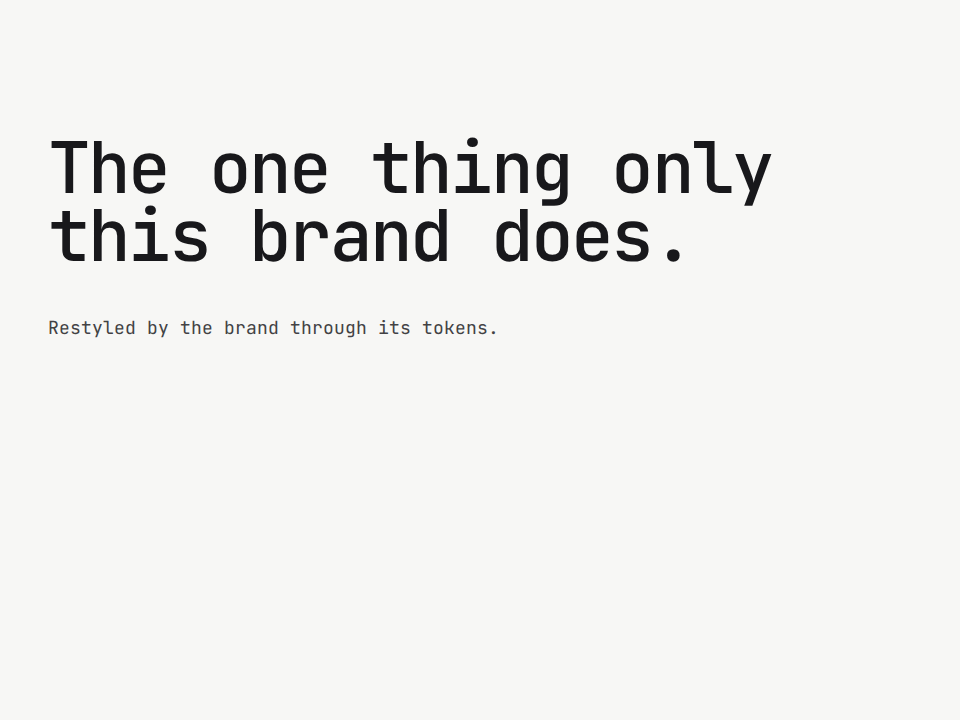 The one thing only
this brand does.
Restyled by the brand through its tokens.